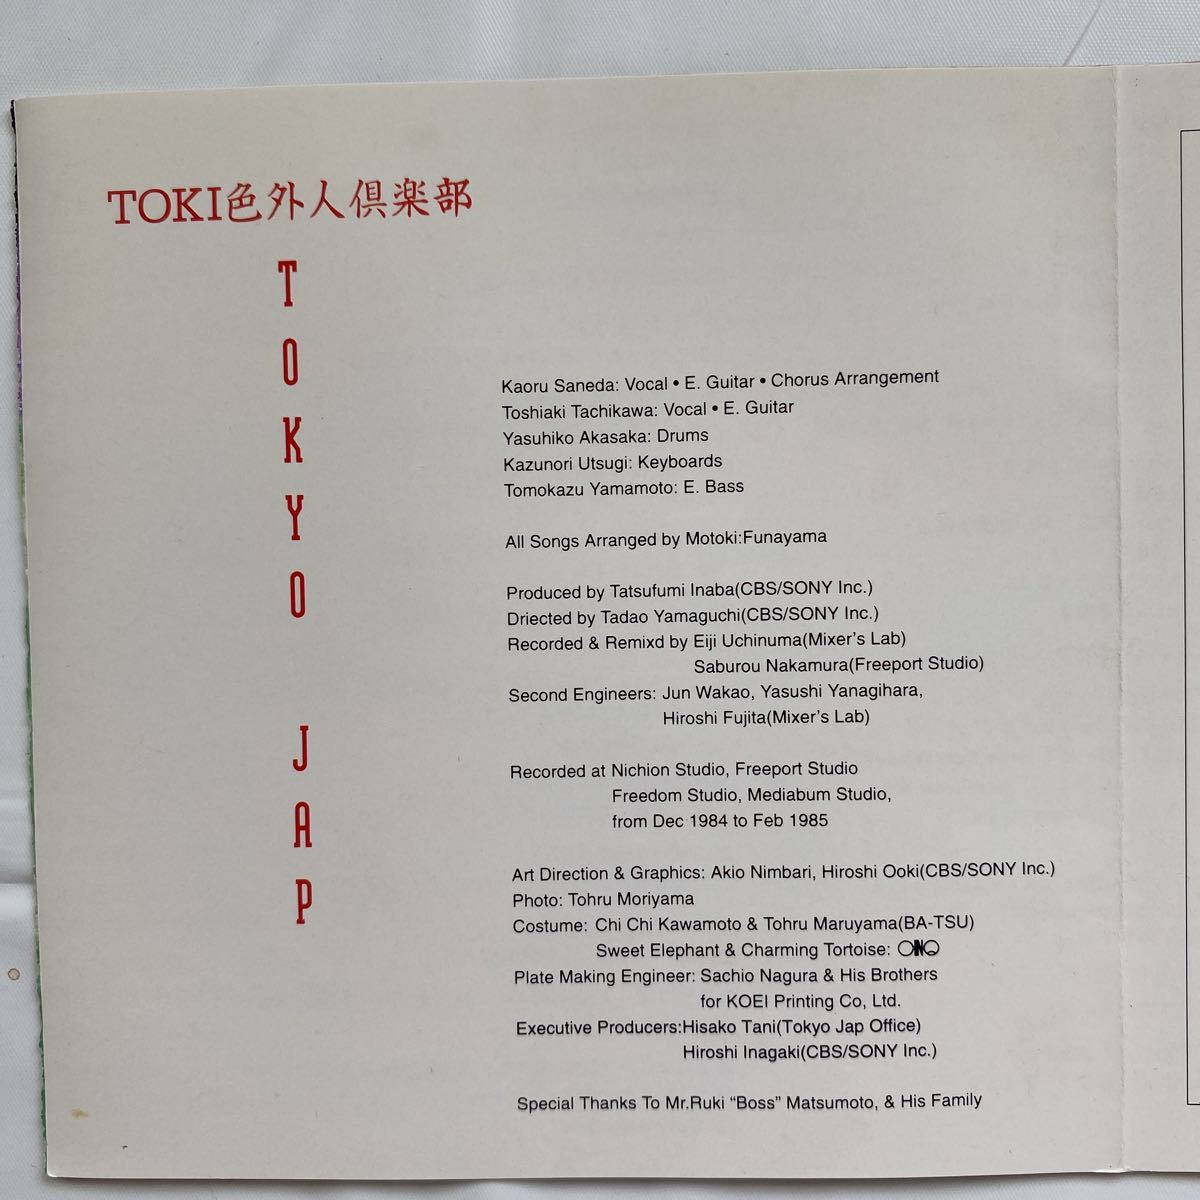 TOKI色外人倶楽部
TOKYO JAP
Kaoru Saneda: Vocal • E. Guitar • Chorus Arrangement
Toshiaki Tachikawa: Vocal • E. Guitar
Yasuhiko Akasaka: Drums
Kazunori Utsugi: Keyboards
Tomokazu Yamamoto: E. Bass
All Songs Arranged by Motoki:Funayama
Produced by Tatsufumi Inaba(CBS/SONY Inc.)
Driected by Tadao Yamaguchi(CBS/SONY Inc.)
Recorded & Remixd by Eiji Uchinuma(Mixer's Lab)
Saburou Nakamura(Freeport Studio)
Second Engineers: Jun Wakao, Yasushi Yanagihara,
Hiroshi Fujita(Mixer's Lab)
Recorded at Nichion Studio, Freeport Studio
Freedom Studio, Mediabum Studio,
from Dec 1984 to Feb 1985
Art Direction & Graphics: Akio Nimbari, Hiroshi Ooki(CBS/SONY Inc.)
Photo: Tohru Moriyama
Costume: Chi Chi Kawamoto & Tohru Maruyama(BA-TSU)
Sweet Elephant & Charming Tortoise:
Plate Making Engineer: Sachio Nagura & His Brothers
for KOEI Printing Co, Ltd.
Executive Producers:Hisako Tani(Tokyo Jap Office)
Hiroshi Inagaki(CBS/SONY Inc.)
Special Thanks To Mr.Ruki “Boss” Matsumoto, & His Family